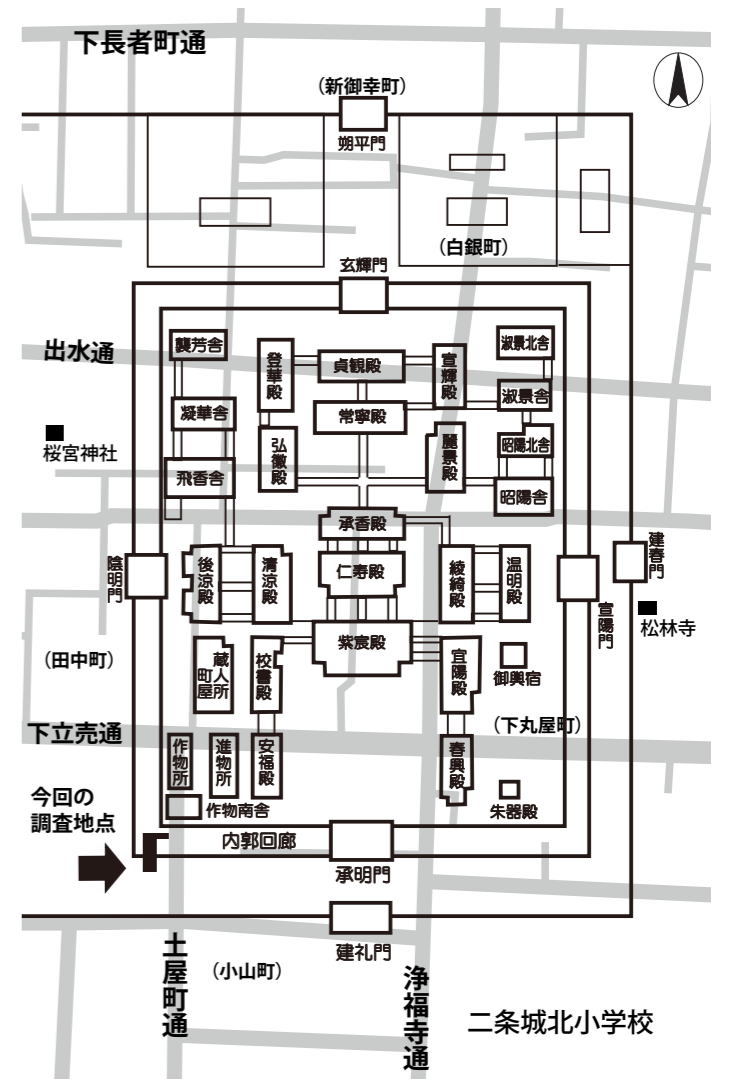 下長者町通
（新御幸町）
朔平門
（白銀町）
玄輝門
出水通
襲芳舎
登華殿
貞観殿
宣輝殿
淑景北舎
凝華舎
常寧殿
淑景舎
桜宮神社
弘徽殿
麗景殿
昭陽北舎
飛香舎
昭陽舎
承香殿
陰明門
後涼殿
清涼殿
仁寿殿
綾綺殿
温明殿
建春門
宣陽門
松林寺
（田中町）
蔵人所
町屋
校書殿
紫宸殿
宜陽殿
御輿宿
（下丸屋町）
下立売通
作物所
進物所
安福殿
春興殿
今回の
調査地点
作物南舎
朱器殿
内郭回廊
承明門
建礼門
土屋町通
（小山町）
浄福寺通
二条城北小学校